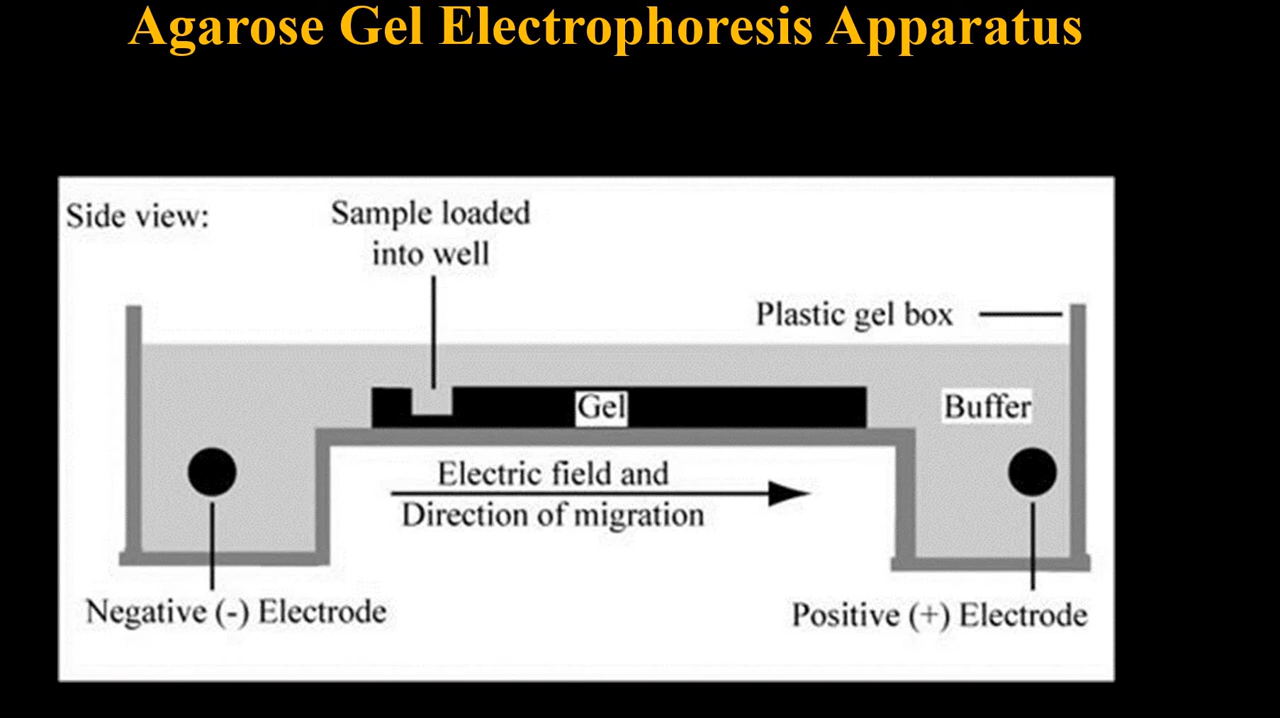 Agarose Gel Electrophoresis Apparatus
Side view:
Sample loaded
into well
Plastic gel box
Gel
Buffer
Electric field and
Direction of migration
Negative (-) Electrode
Positive (+) Electrode